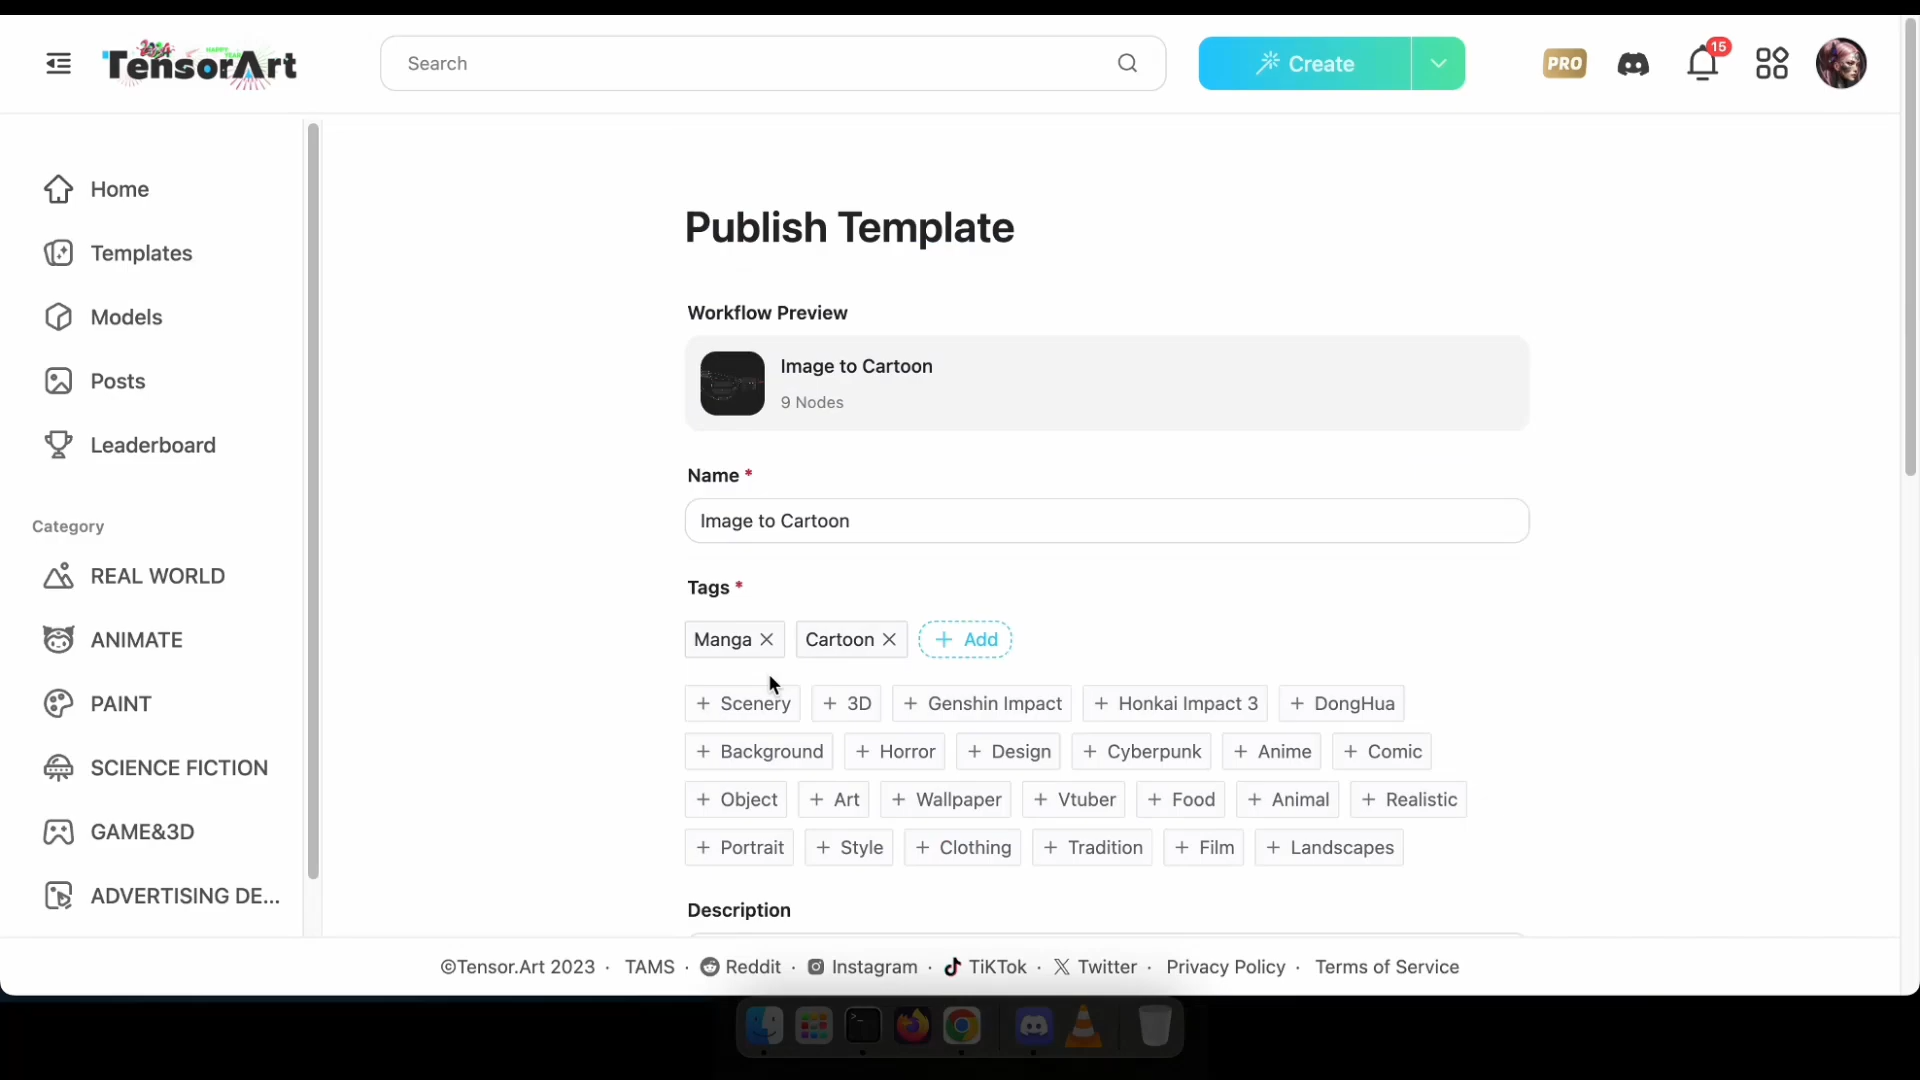 TensorArt
Search
Create
PRO
15
Home
Templates
Models
Posts
Leaderboard
Category
REAL WORLD
ANIMATE
PAINT
SCIENCE FICTION
GAME&3D
ADVERTISING DE...
Publish Template
Workflow Preview
Image to Cartoon
9 Nodes
Name *
Image to Cartoon
Tags *
Manga Cartoon + Add
+ Scenery + 3D + Genshin Impact + Honkai Impact 3 + DongHua
+ Background + Horror + Design + Cyberpunk + Anime + Comic
+ Object + Art + Wallpaper + Vtuber + Food + Animal + Realistic
+ Portrait + Style + Clothing + Tradition + Film + Landscapes
Description
©Tensor.Art 2023 · TAMS · Reddit · Instagram · TiKTok · Twitter · Privacy Policy · Terms of Service